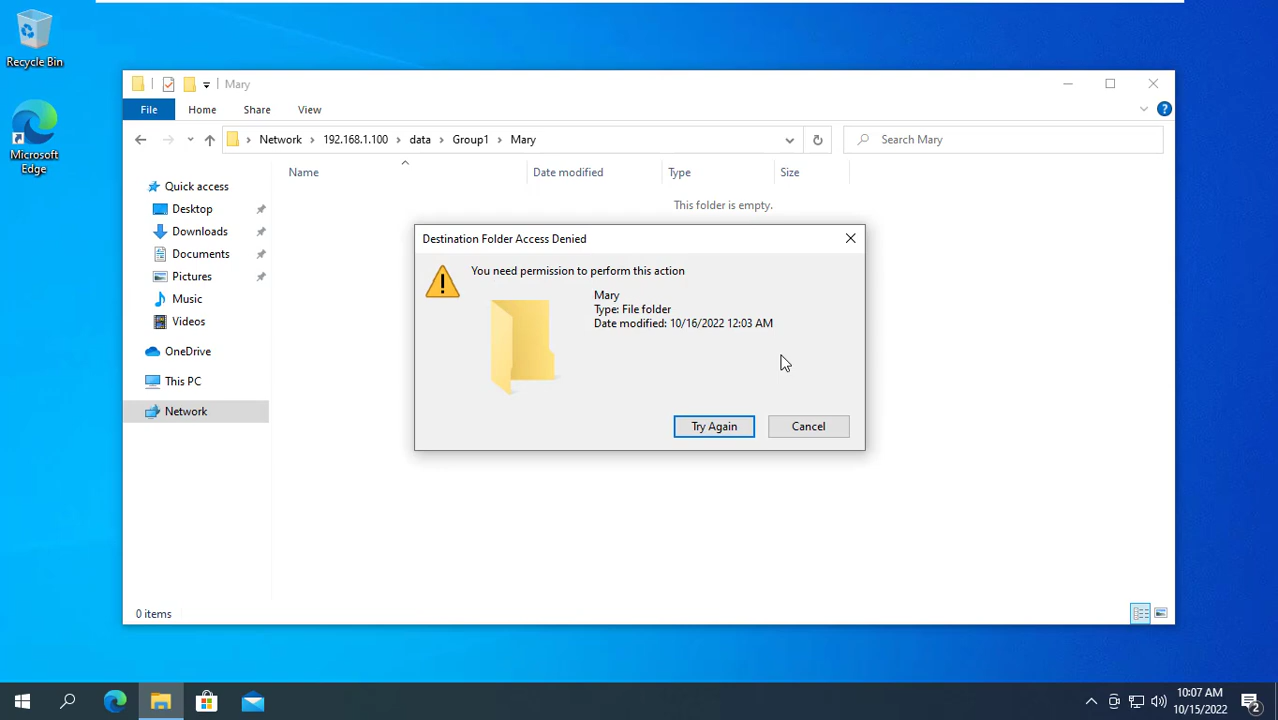 Recycle Bin
Microsoft
Edge
Mary
File Home Share View
Network 192.168.1.100 data Group1 Mary
Search Mary
Name Date modified Type Size
This folder is empty.
Quick access
Desktop
Downloads
Documents
Pictures
Music
Videos
OneDrive
This PC
Network
Destination Folder Access Denied
You need permission to perform this action
Mary
Type: File folder
Date modified: 10/16/2022 12:03 AM
Try Again Cancel
0 items
10:07 AM
10/15/2022
2